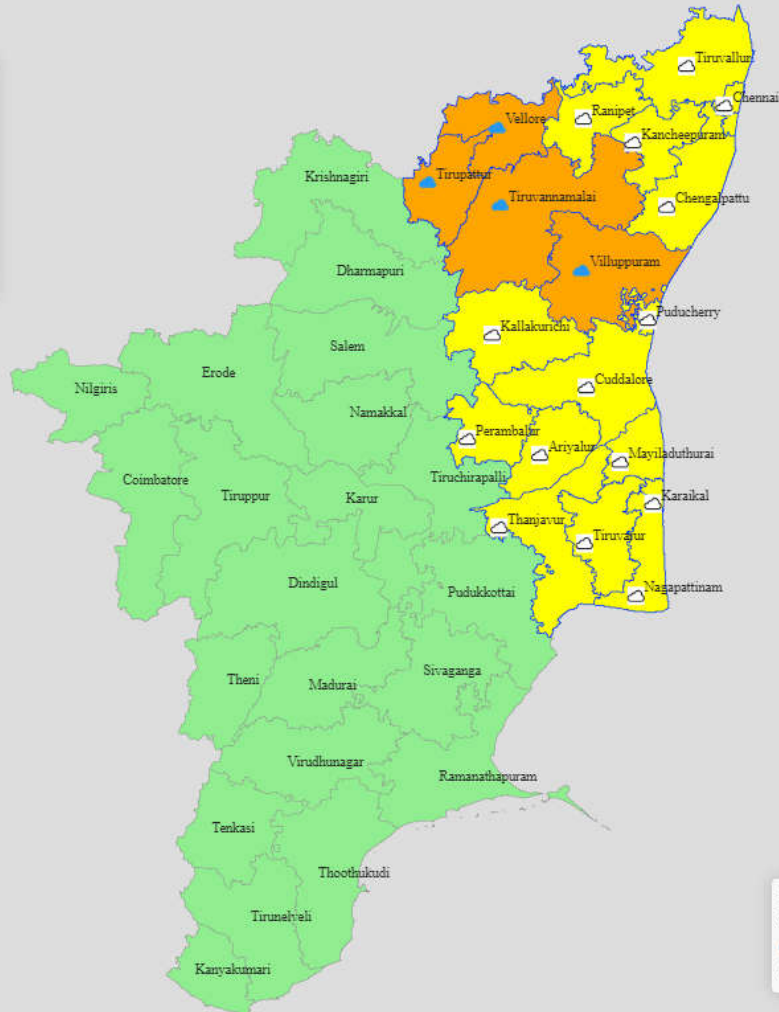 Tiruvallur
Chennai
Vellore
Ranipet
Kancheepuram
Krishnagiri
Tirupattur
Tiruvannamalai
Chengalpattu
Dharmapuri
Villuppuram
Puducherry
Kallakurichi
Salem
Erode
Cuddalore
Nilgiris
Namakkal
Perambalur
Ariyalur
Mayiladuthurai
Coimbatore
Tiruchirapalli
Tiruppur
Karur
Karaikal
Thanjavur
Tiruvarur
Dindigul
Pudukkottai
Nagapattinam
Theni
Madurai
Sivaganga
Virudhunagar
Ramanathapuram
Tenkasi
Thoothukudi
Tirunelveli
Kanyakumari